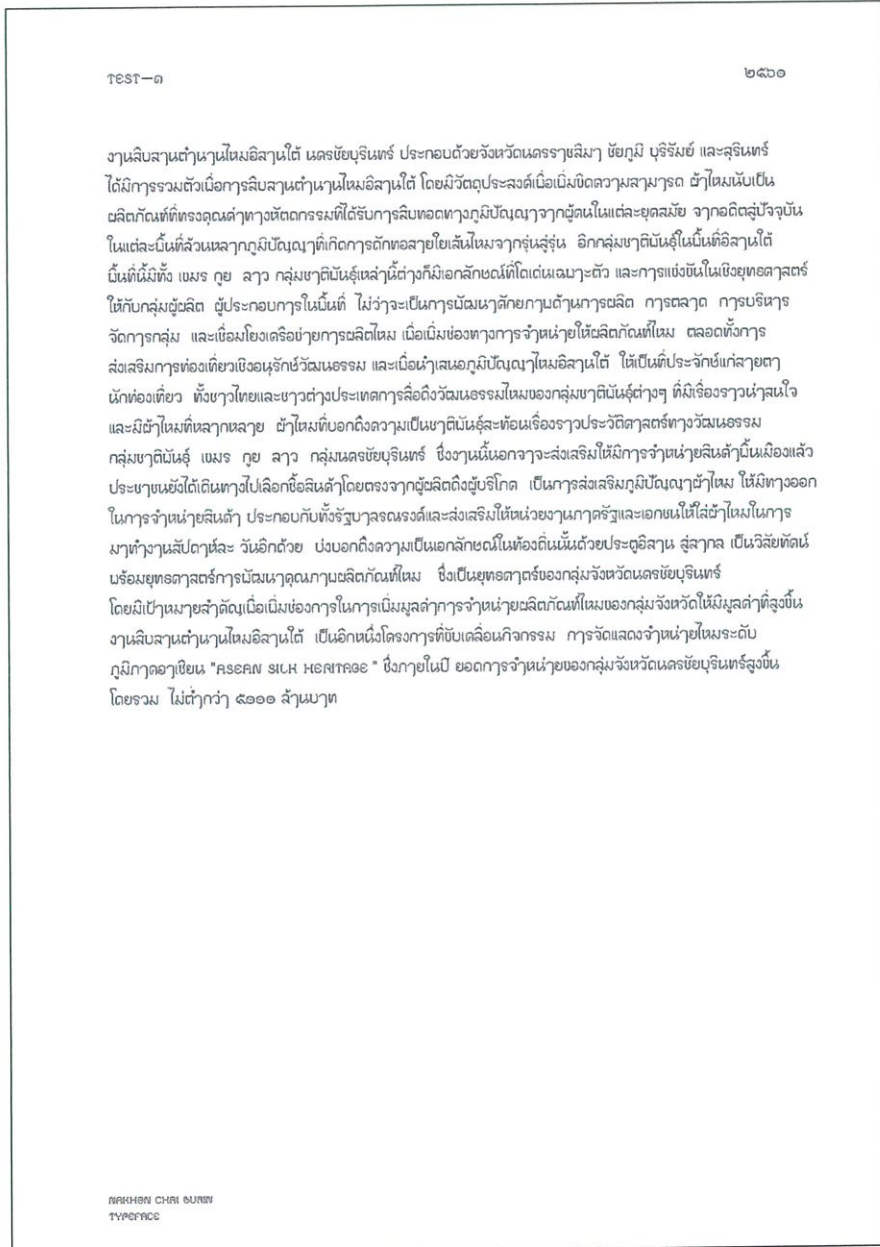 TEST–๑
๒๕๖๑
งานสืบสานตำนานไหมอีสานใต้ นครชัยบุรินทร์ ประกอบด้วยจังหวัดนครราชสีมา ชัยภูมิ บุรีรัมย์ และสุรินทร์
ได้มีการรวมตัวเพื่อการสืบสานตำนานไหมอีสานใต้ โดยมีวัตถุประสงค์เพื่อเพิ่มขีดความสามารถ ผ้าไหมนับเป็น
ผลิตภัณฑ์ที่ทรงคุณค่าทางหัตถกรรมที่ได้รับการสืบทอดทางภูมิปัญญาจากผู้คนในแต่ละยุคสมัย จากอดีตสู่ปัจจุบัน
ในแต่ละพื้นที่ล้วนหลากภูมิปัญญาที่เกิดการถักทอสายใยเส้นไหมจากรุ่นสู่รุ่น อีกกลุ่มชาติพันธุ์ในพื้นที่อีสานใต้
พื้นที่นี้มีทั้ง เขมร กูย ลาว กลุ่มชาติพันธุ์เหล่านี้ต่างก็มีเอกลักษณ์ที่โดเด่นเฉพาะตัว และการแข่งขันในเชิงยุทธศาสตร์
ให้กับกลุ่มผู้ผลิต ผู้ประกอบการในพื้นที่ ไม่ว่าจะเป็นการพัฒนาศักยภาพด้านการผลิต การตลาด การบริหาร
จัดการกลุ่ม และเชื่อมโยงเครือข่ายการผลิตไหม เพื่อเพิ่มช่องทางการจำหน่ายให้ผลิตภัณฑ์ไหม ตลอดทั้งการ
ส่งเสริมการท่องเที่ยวเชิงอนุรักษ์วัฒนธรรม และเพื่อนำเสนอภูมิปัญญาไหมอีสานใต้ ให้เป็นที่ประจักษ์แก่สายตา
นักท่องเที่ยว ทั้งชาวไทยและชาวต่างประเทศการสื่อถึงวัฒนธรรมไหมของกลุ่มชาติพันธุ์ต่างๆ ที่มีเรื่องราวน่าสนใจ
และมีผ้าไหมที่หลากหลาย ผ้าไหมที่บอกถึงความเป็นชาติพันธุ์สะท้อนเรื่องราวประวัติศาสตร์ทางวัฒนธรรม
กลุ่มชาติพันธุ์ เขมร กูย ลาว กลุ่มนครชัยบุรินทร์ ซึ่งงานนี้นอกจาจะส่งเสริมให้มีการจำหน่ายสินค้าพื้นเมืองแล้ว
ประชาชนยังได้เดินทางไปเลือกซื้อสินค้าโดยตรงจากผู้ผลิตถึงผู้บริโภค เป็นการส่งเสริมภูมิปัญญาผ้าไหม ให้มีทางออก
ในการจำหน่ายสินค้า ประกอบกับทั้งรัฐบาลรณรงค์และส่งเสริมให้หน่วยงานภาครัฐและเอกชนให้ใส่ผ้าไหมในการ
มาทำงานสัปดาห์ละ วันอีกด้วย บ่งบอกถึงความเป็นเอกลักษณ์ในท้องถิ่นนั้นด้วยประตูอีสาน สู่สากล เป็นวิสัยทัศน์
พร้อมยุทธศาสตร์การพัฒนาคุณภาพผลิตภัณฑ์ไหม ซึ่งเป็นยุทธศาตร์ของกลุ่มจังหวัดนครชัยบุรินทร์
โดยมีเป้าหมายสำคัญเพื่อเพิ่มช่องการในการเพิ่มมูลค่าการจำหน่ายผลิตภัณฑ์ไหมของกลุ่มจังหวัดให้มีมูลค่าที่สูงขึ้น
งานสืบสานตำนานไหมอีสานใต้ เป็นอีกหนึ่งโครงการที่ขับเคลื่อนกิจกรรม การจัดแสดงจำหน่ายไหมระดับ
ภูมิภาคอาเซียน "ASEAN SILK HERITAGE " ซึ่งภายในปี ยอดการจำหน่ายของกลุ่มจังหวัดนครชัยบุรินทร์สูงขึ้น
โดยรวม ไม่ต่ำกว่า ๕๑๑๑ ล้านบาท
NAKHON CHAI BURIN
TYPEFACE